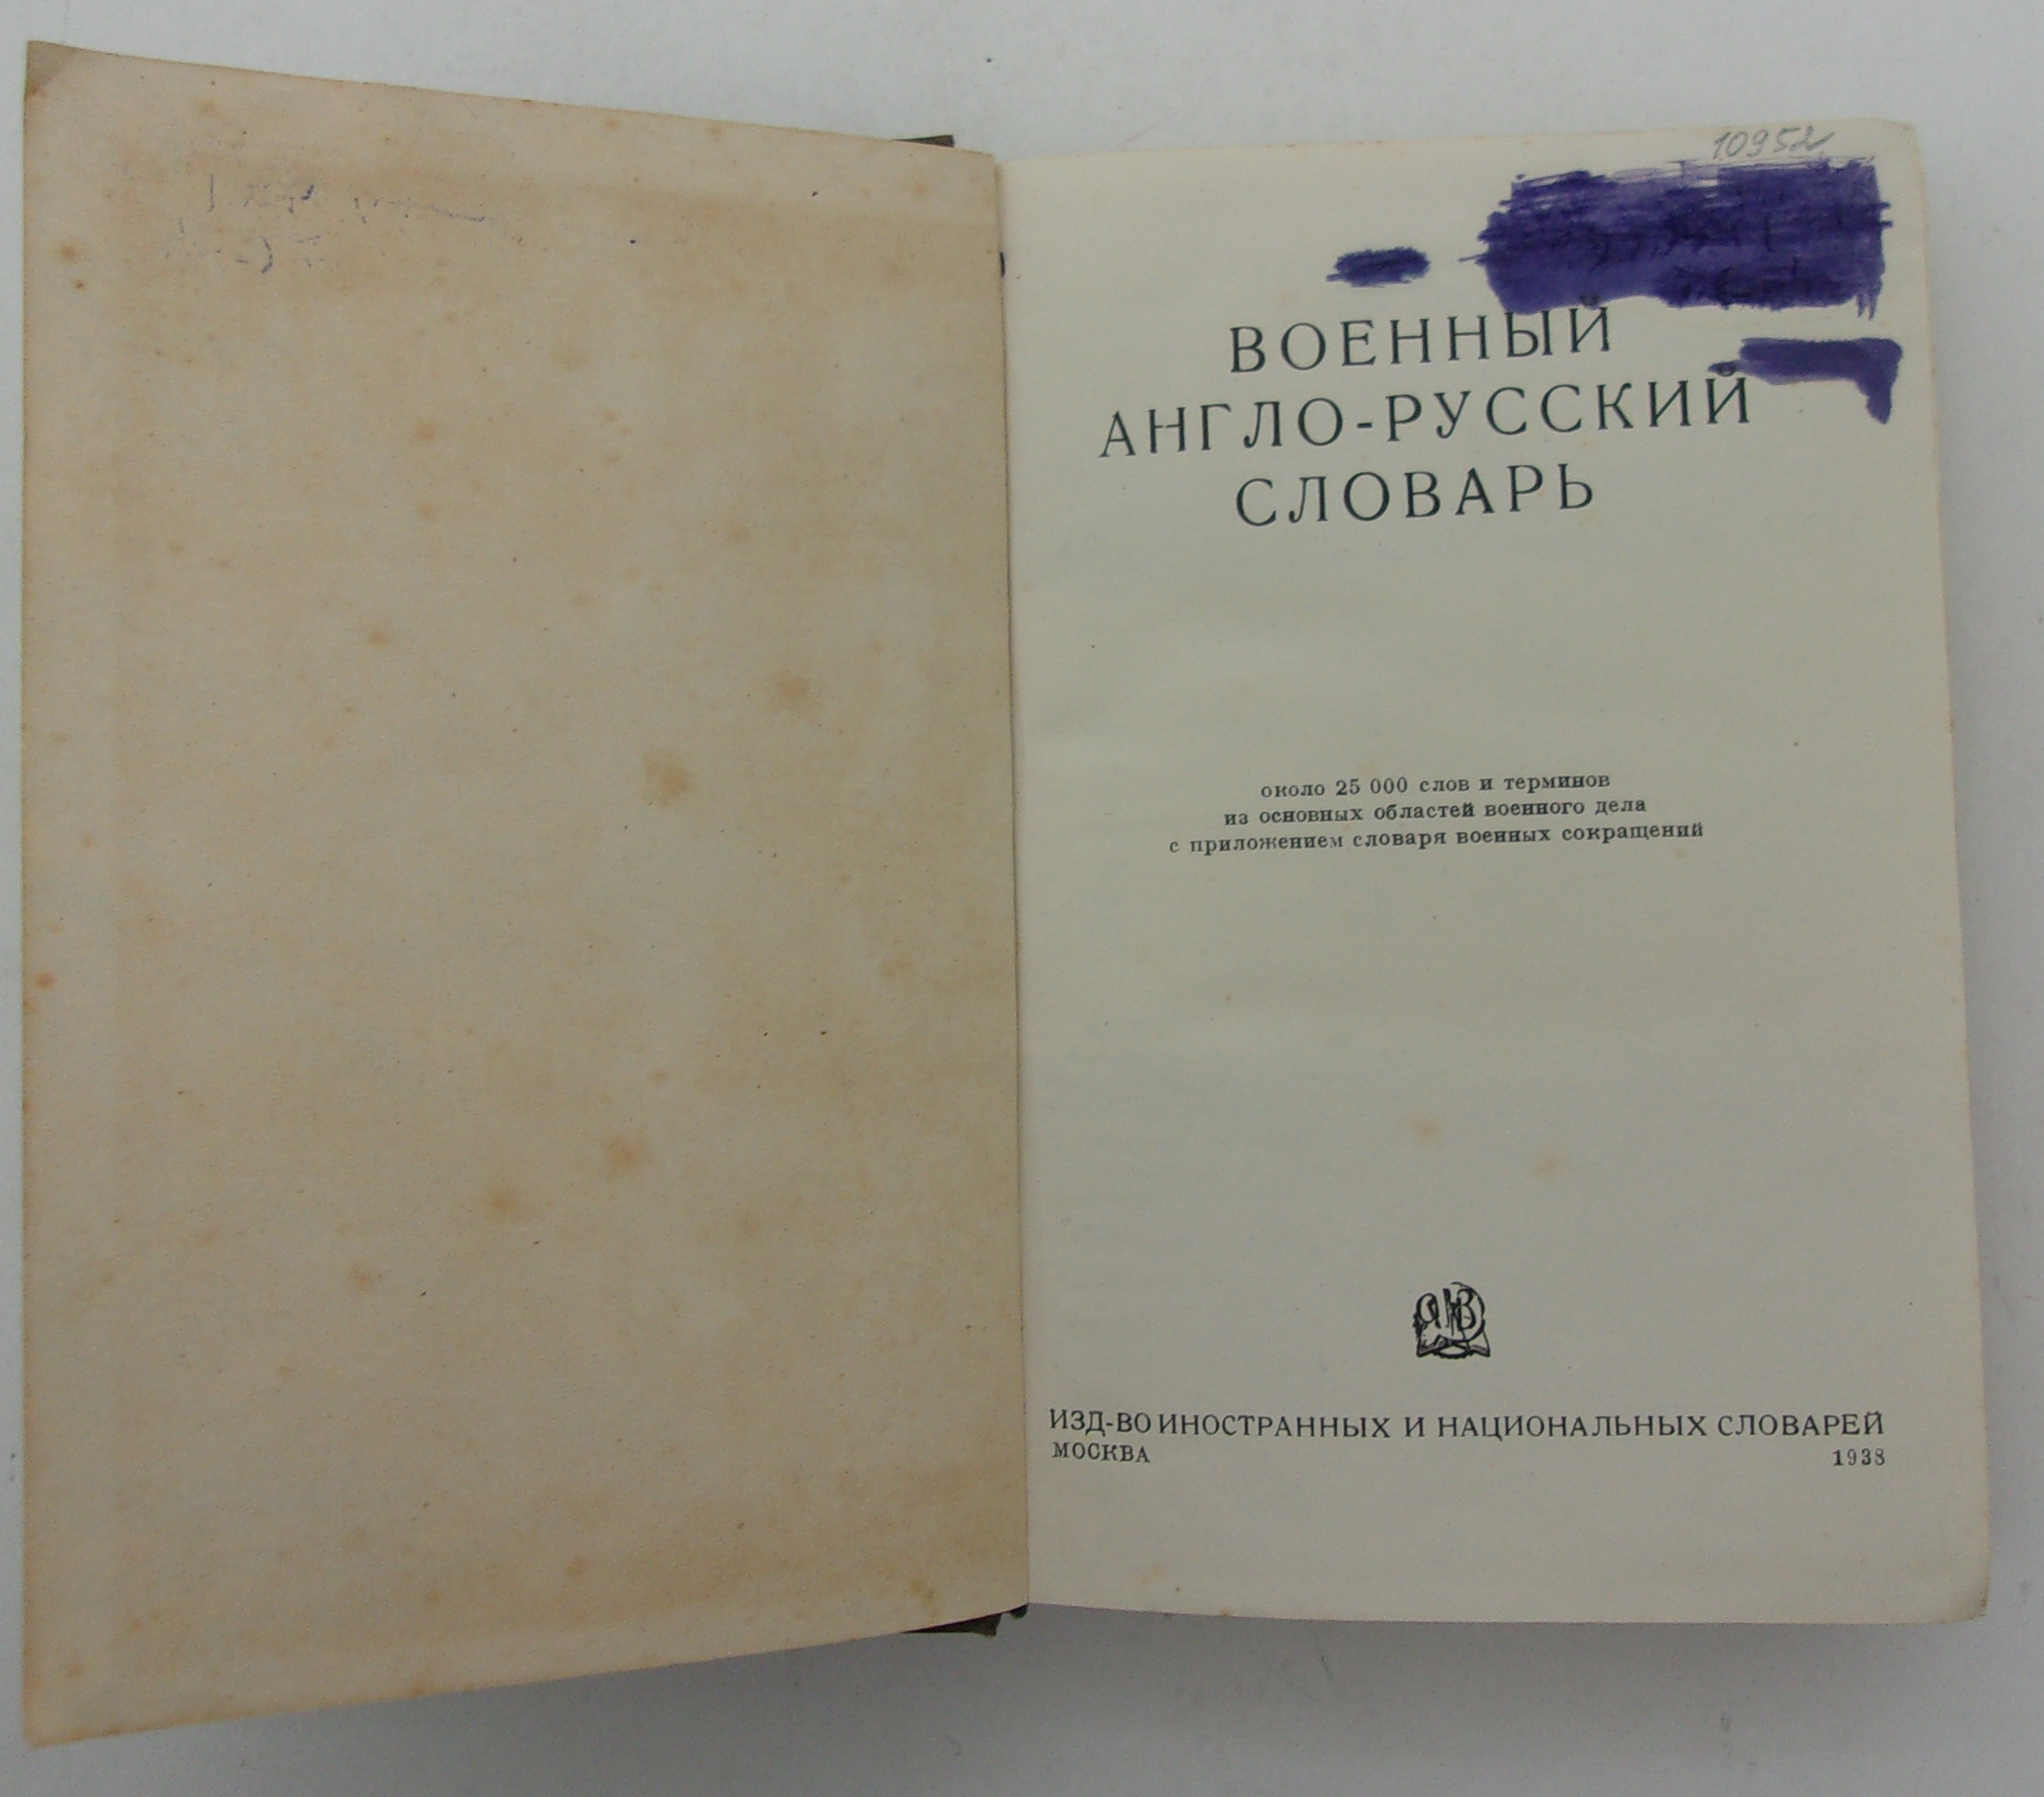 10952
ВОЕННЫЙ
АНГЛО-РУССКИЙ
СЛОВАРЬ
около 25 000 слов и терминов
из основных областей военного дела
с приложением словаря военных сокращений
ИЗД-ВО ИНОСТРАННЫХ И НАЦИОНАЛЬНЫХ СЛОВАРЕЙ
МОСКВА 1938